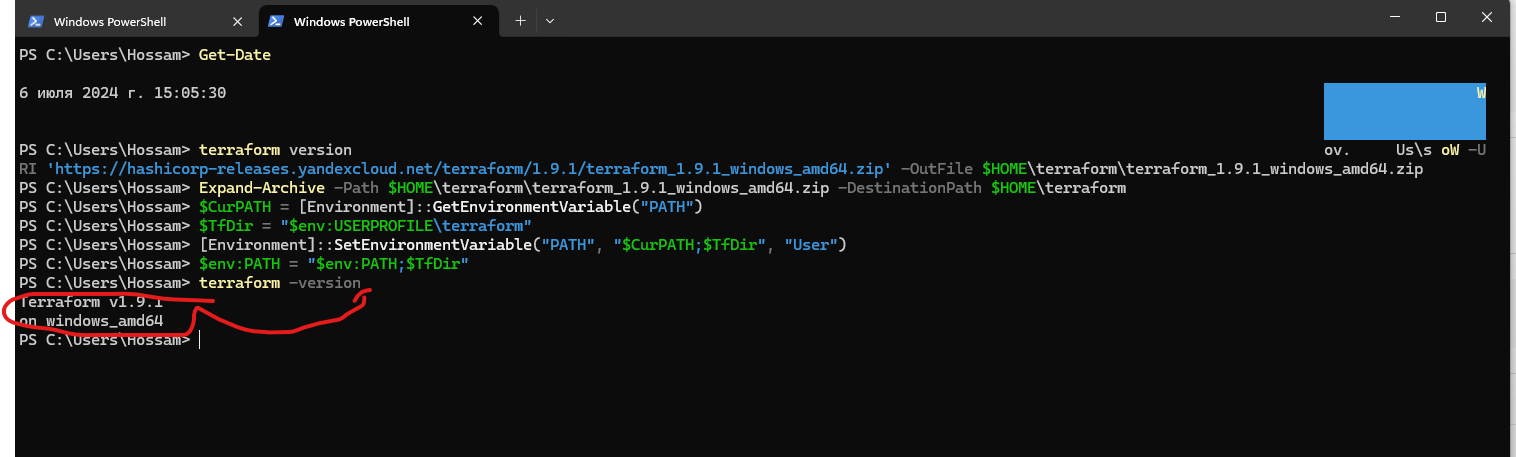 Windows PowerShell
Windows PowerShell
PS C:\Users\Hossam> Get-Date
6 июля 2024 г. 15:05:30
W
PS C:\Users\Hossam> terraform version
ov. Us\s oW -U
RI 'https://hashicorp-releases.yandexcloud.net/terraform/1.9.1/terraform_1.9.1_windows_amd64.zip' -OutFile $HOME\terraform\terraform_1.9.1_windows_amd64.zip
PS C:\Users\Hossam> Expand-Archive -Path $HOME\terraform\terraform_1.9.1_windows_amd64.zip -DestinationPath $HOME\terraform
PS C:\Users\Hossam> $CurPATH = [Environment]::GetEnvironmentVariable("PATH")
PS C:\Users\Hossam> $TfDir = "$env:USERPROFILE\terraform"
PS C:\Users\Hossam> [Environment]::SetEnvironmentVariable("PATH", "$CurPATH;$TfDir", "User")
PS C:\Users\Hossam> $env:PATH = "$env:PATH;$TfDir"
PS C:\Users\Hossam> terraform -version
Terraform v1.9.1
on windows_amd64
PS C:\Users\Hossam>